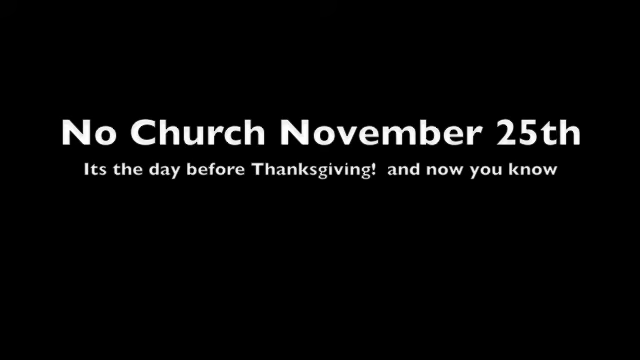 No Church November 25th
Its the day before Thanksgiving!  and now you know